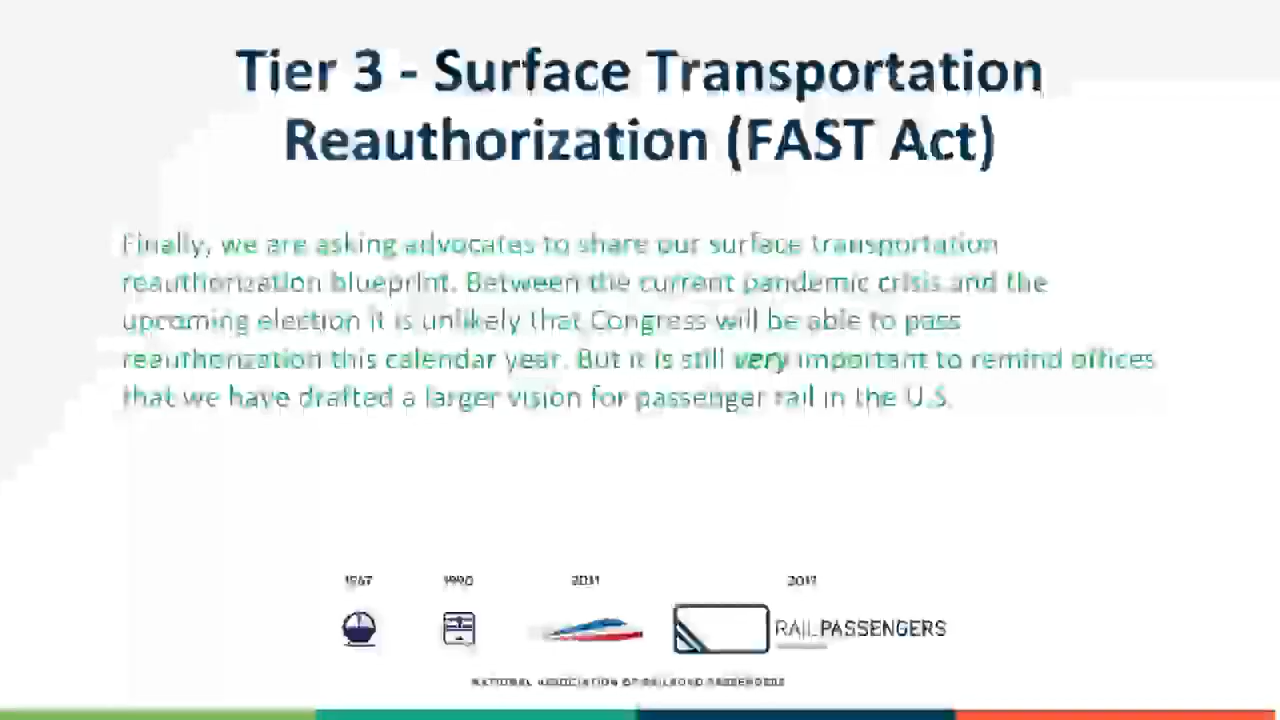 Tier 3 - Surface Transportation
Reauthorization (FAST Act)
Finally, we are asking advocates to share our surface transportation
reauthorization blueprint. Between the current pandemic crisis and the
upcoming election it is unlikely that Congress will be able to pass
reauthorization this calendar year. But it is still very important to remind offices
that we have drafted a larger vision for passenger rail in the U.S.
1967 1990 2011 2017
RAILPASSENGERS
NATIONAL ASSOCIATION OF RAILROAD PASSENGERS